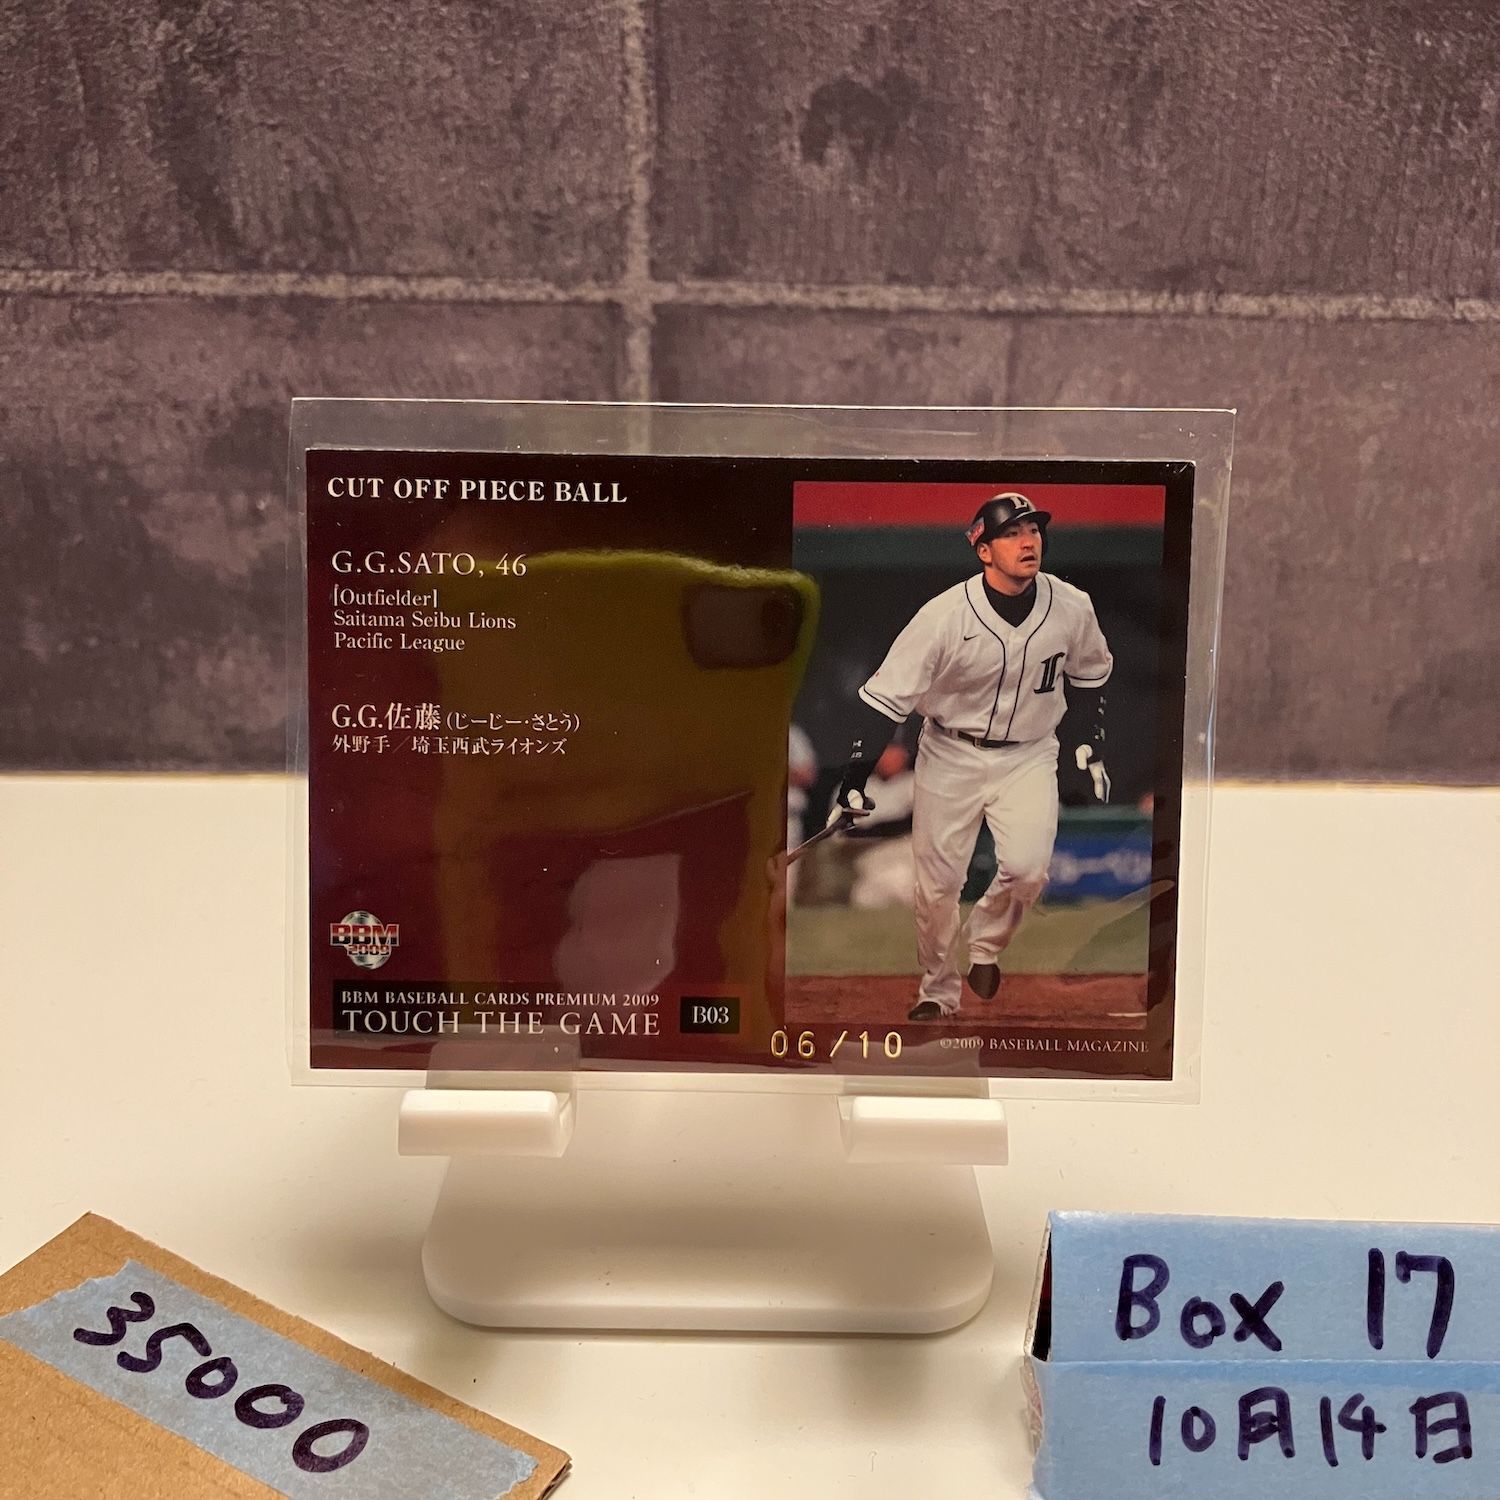 CUT OFF PIECE BALL
G.G.SATO, 46
[Outfielder]
Saitama Seibu Lions
Pacific League
G.G.佐藤(じーじー・さとう)
外野手／埼玉西武ライオンズ
BBM
2009
BBM BASEBALL CARDS PREMIUM 2009
TOUCH THE GAME
B03
06/10
©2009 BASEBALL MAGAZINE
35000
Box 17
10月14日